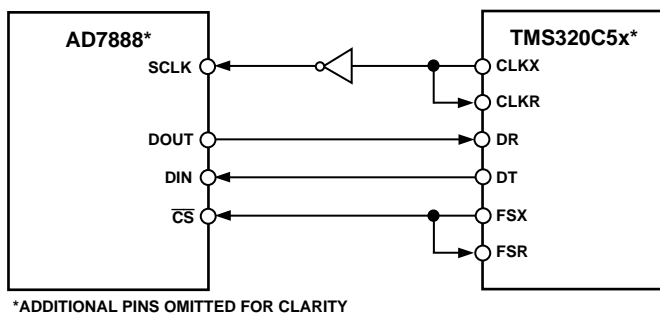 AD7888*
TMS320C5x*
SCLK
CLKX
CLKR
DOUT
DR
DIN
DT
CS
FSX
FSR
*ADDITIONAL PINS OMITTED FOR CLARITY